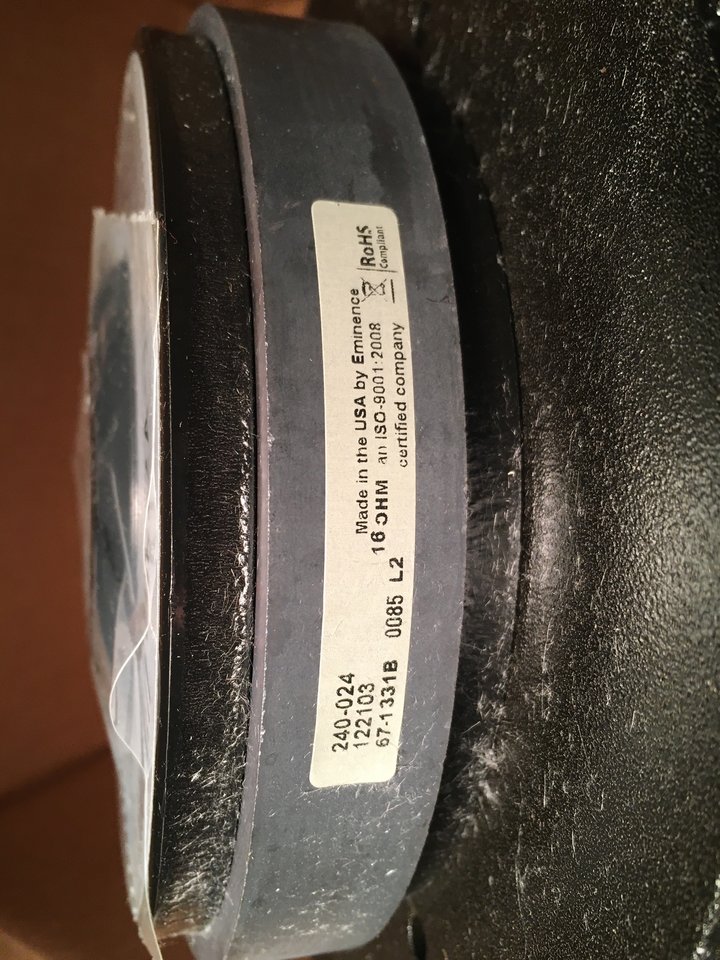 240-024
122103
67-1331B 0085 L2
Made in the USA by Eminence
16 OHM an ISO-9001:2008
certified company
RoHS
Compliant